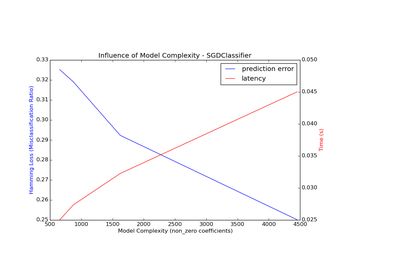 Influence of Model Complexity - SGDClassifier
prediction error
latency
Hamming Loss (Misclassification Ratio)
0.33
0.32
0.31
0.30
0.29
0.28
0.27
0.26
0.25
0.050
0.045
0.040
0.035
0.030
0.025
Time (s)
500 1000 1500 2000 2500 3000 3500 4000 4500
Model Complexity (non_zero coefficients)